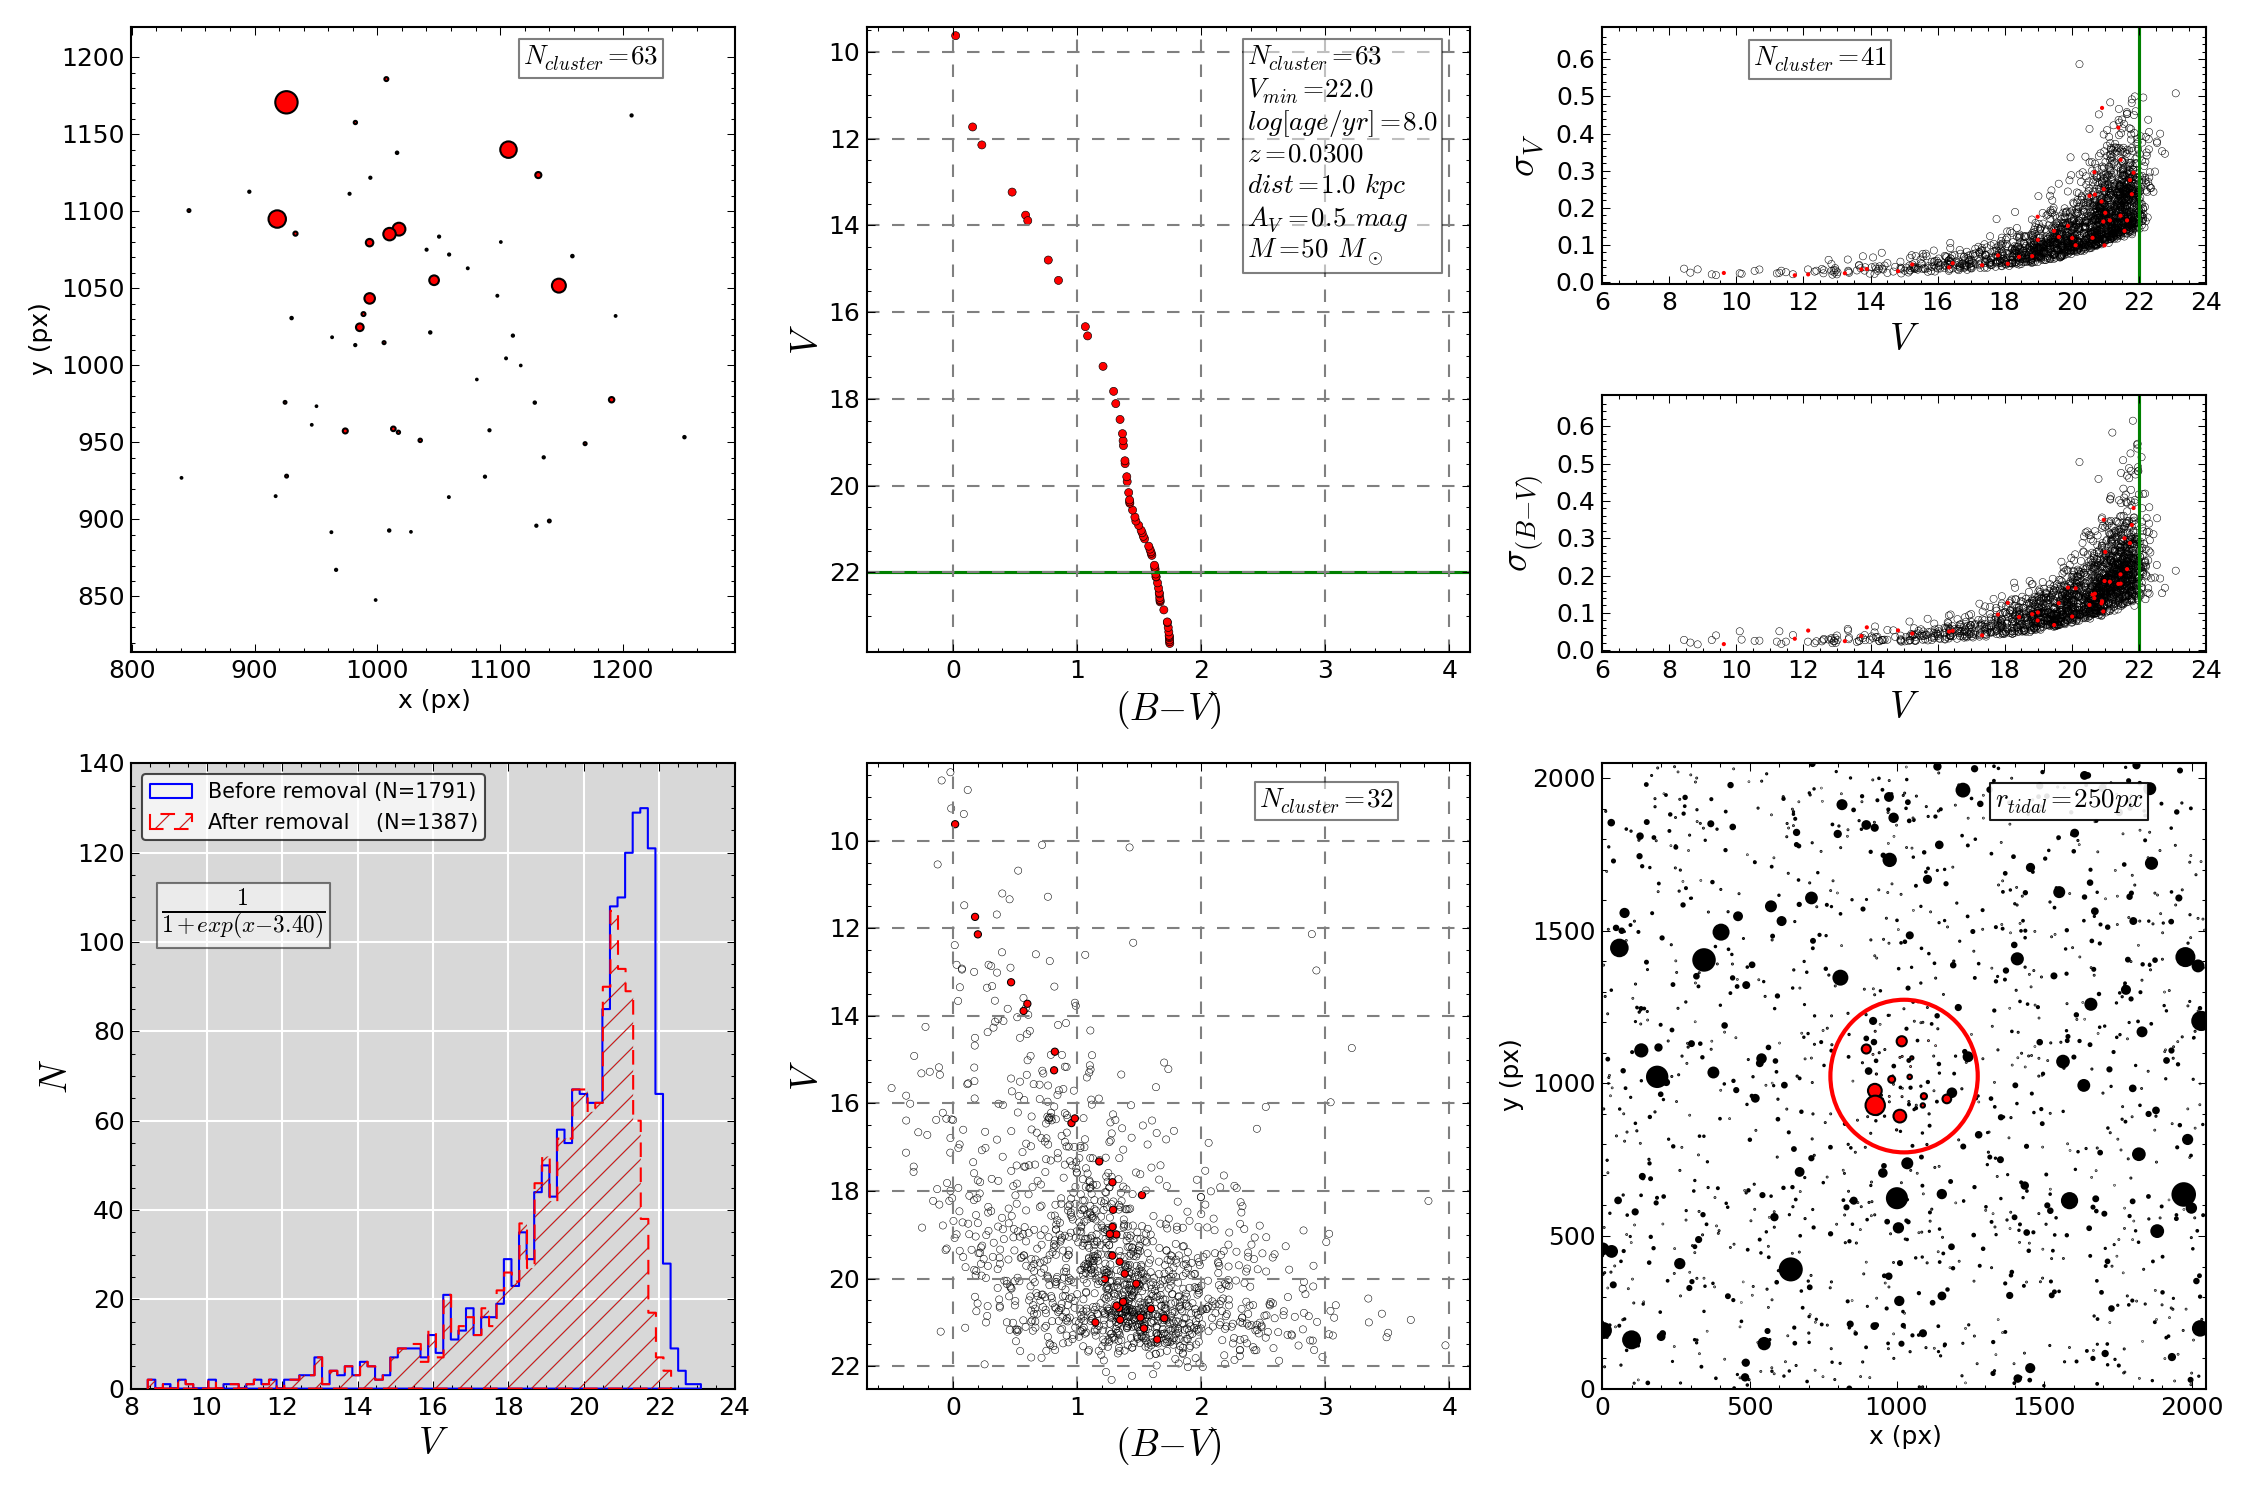 N_cluster=63
1200
1150
1100
1050
1000
950
900
850
y (px)
800 900 1000 1100 1200
x (px)
N_cluster=63
V_min=22.0
log[age/yr]=8.0
z=0.0300
dist=1.0 kpc
A_V=0.5 mag
M=50 M_⊙
10
12
14
16
18
20
22
V
0 1 2 3 4
(B−V)
N_cluster=41
0.6
0.5
0.4
0.3
0.2
0.1
0.0
σ_V
6 8 10 12 14 16 18 20 22 24
V
0.6
0.5
0.4
0.3
0.2
0.1
0.0
σ_(B−V)
6 8 10 12 14 16 18 20 22 24
V
140
120
100
80
60
40
20
0
N
Before removal (N=1791)
After removal (N=1387)
1
1+exp(x−3.40)
8 10 12 14 16 18 20 22 24
V
N_cluster=32
10
12
14
16
18
20
22
V
0 1 2 3 4
(B−V)
r_tidal=250px
2000
1500
1000
500
0
y (px)
0 500 1000 1500 2000
x (px)